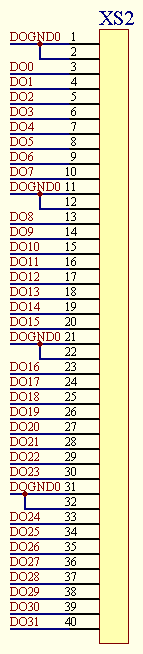 XS2
DOGND0 1
2
DO0 3
DO1 4
DO2 5
DO3 6
DO4 7
DO5 8
DO6 9
DO7 10
DOGND0 11
12
DO8 13
DO9 14
DO10 15
DO11 16
DO12 17
DO13 18
DO14 19
DO15 20
DOGND0 21
22
DO16 23
DO17 24
DO18 25
DO19 26
DO20 27
DO21 28
DO22 29
DO23 30
DOGND0 31
32
DO24 33
DO25 34
DO26 35
DO27 36
DO28 37
DO29 38
DO30 39
DO31 40